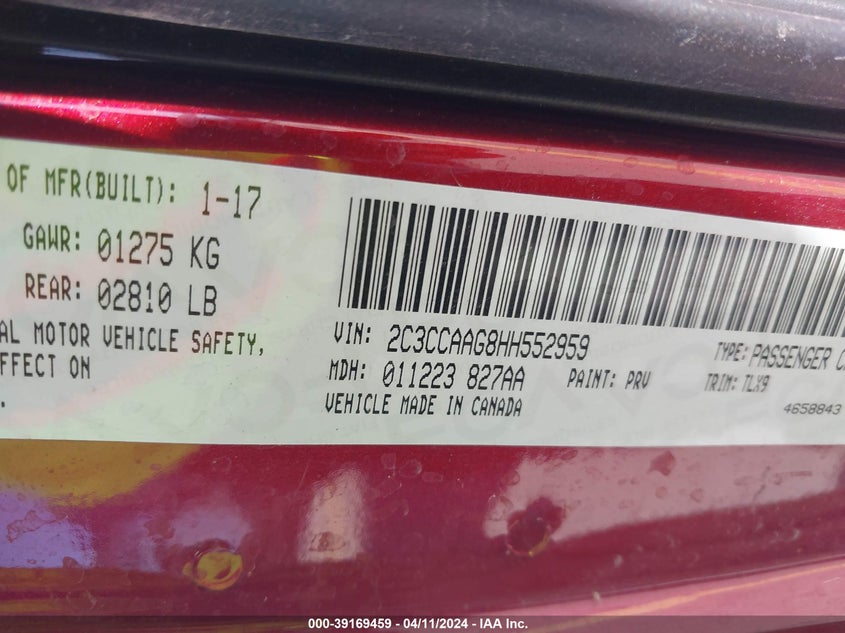 OF MFR(BUILT): 1-17
GAWR: 01275 KG
REAR: 02810 LB
AL MOTOR VEHICLE SAFETY,
FFECT ON
VIN: 2C3CCAAG8HH552959
TYPE: PASSENGER C
MDH: 011223 827AA
PAINT: PRV
TRIM: TLX9
VEHICLE MADE IN CANADA
4658843
000-39169459 - 04/11/2024 - IAA Inc.